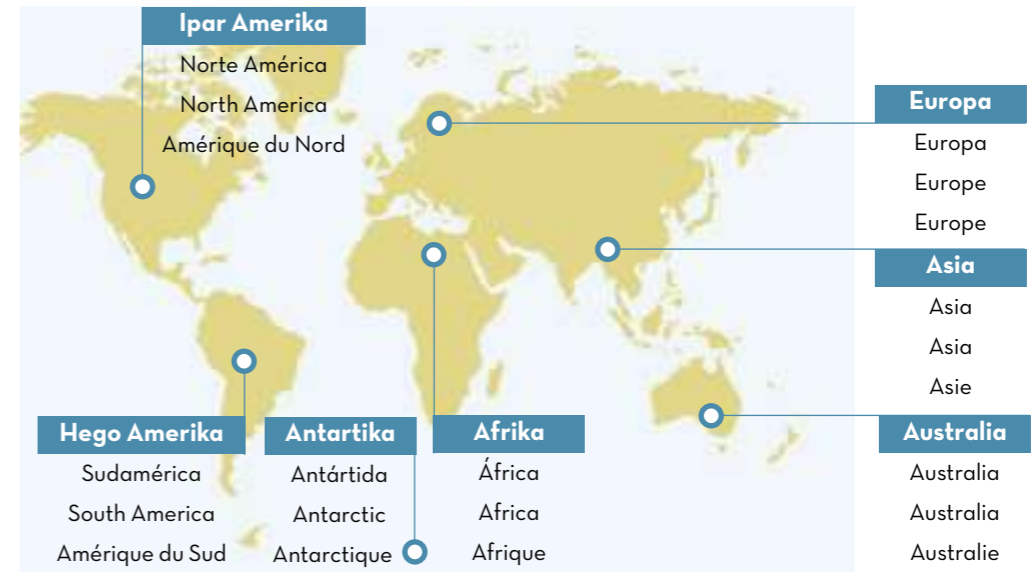 Ipar Amerika
Norte América
North America
Amérique du Nord
Europa
Europa
Europe
Europe
Asia
Asia
Asia
Asie
Hego Amerika
Sudamérica
South America
Amérique du Sud
Antartika
Antártida
Antarctic
Antarctique
Afrika
África
Africa
Afrique
Australia
Australia
Australia
Australie